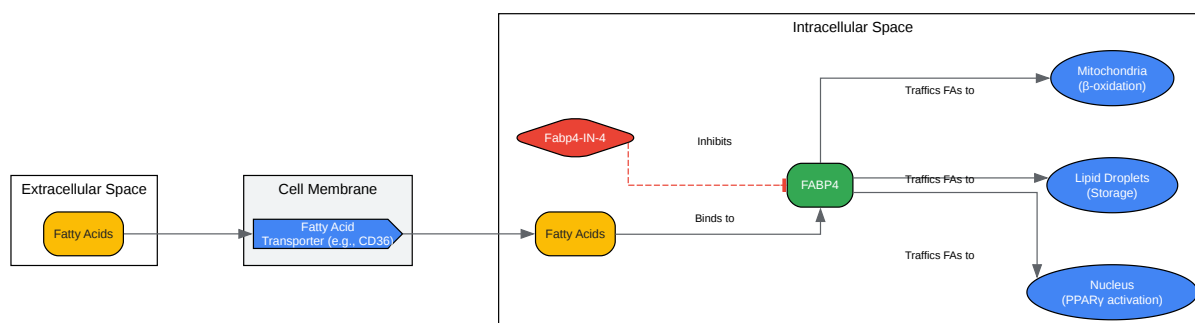 Intracellular Space
Mitochondria
(β-oxidation)
Traffics FAs to
Fabp4-IN-4
Inhibits
Extracellular Space
Cell Membrane
FABP4
Traffics FAs to
Lipid Droplets
(Storage)
Fatty Acids
Fatty Acid
Transporter (e.g., CD36)
Fatty Acids
Binds to
Traffics FAs to
Nucleus
(PPARγ activation)